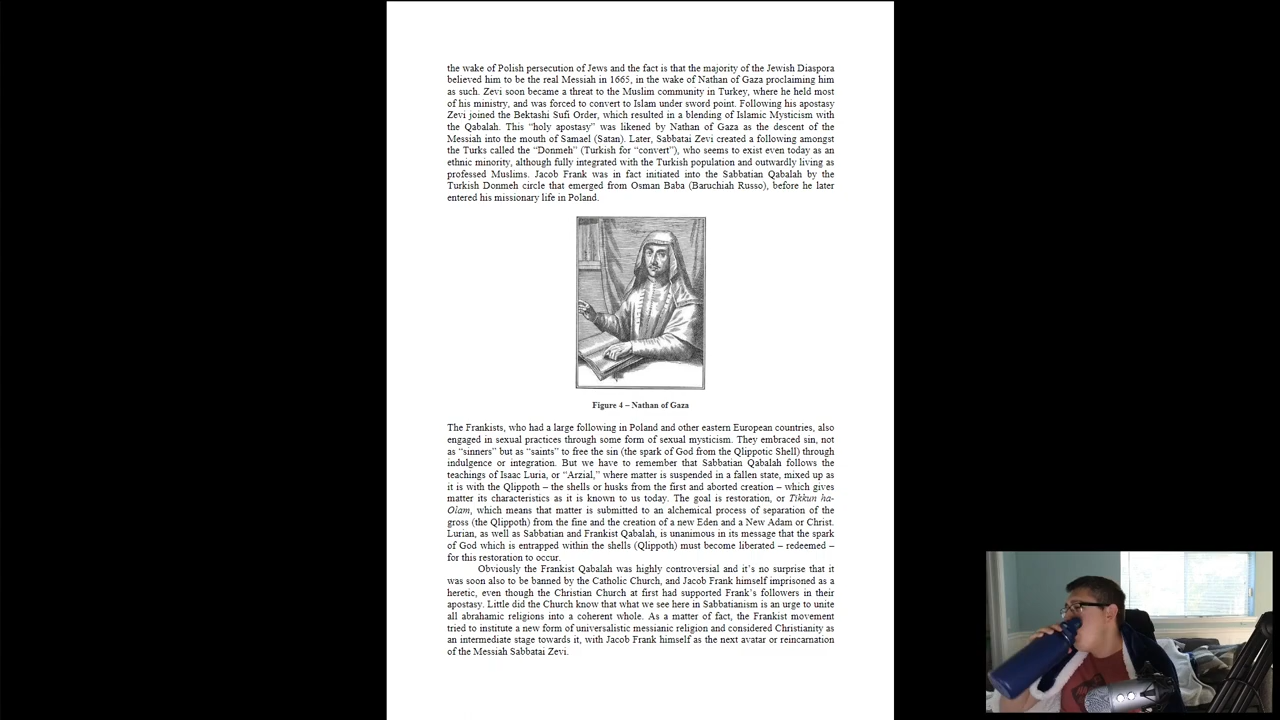 the wake of Polish persecution of Jews and the fact is that the majority of the Jewish Diaspora
believed him to be the real Messiah in 1665, in the wake of Nathan of Gaza proclaiming him
as such. Zevi soon became a threat to the Muslim community in Turkey, where he held most
of his ministry, and was forced to convert to Islam under sword point. Following his apostasy
Zevi joined the Bektashi Sufi Order, which resulted in a blending of Islamic Mysticism with
the Qabalah. This “holy apostasy” was likened by Nathan of Gaza as the descent of the
Messiah into the mouth of Samael (Satan). Later, Sabbatai Zevi created a following amongst
the Turks called the “Donmeh” (Turkish for “convert”), who seems to exist even today as an
ethnic minority, although fully integrated with the Turkish population and outwardly living as
professed Muslims. Jacob Frank was in fact initiated into the Sabbatian Qabalah by the
Turkish Donmeh circle that emerged from Osman Baba (Baruchiah Russo), before he later
entered his missionary life in Poland.
Figure 4 – Nathan of Gaza
The Frankists, who had a large following in Poland and other eastern European countries, also
engaged in sexual practices through some form of sexual mysticism. They embraced sin, not
as “sinners” but as “saints” to free the sin (the spark of God from the Qlippotic Shell) through
indulgence or integration. But we have to remember that Sabbatian Qabalah follows the
teachings of Isaac Luria, or “Arzial,” where matter is suspended in a fallen state, mixed up as
it is with the Qlippoth – the shells or husks from the first and aborted creation – which gives
matter its characteristics as it is known to us today. The goal is restoration, or Tikkun ha-
Olam, which means that matter is submitted to an alchemical process of separation of the
gross (the Qlippoth) from the fine and the creation of a new Eden and a New Adam or Christ.
Lurian, as well as Sabbatian and Frankist Qabalah, is unanimous in its message that the spark
of God which is entrapped within the shells (Qlippoth) must become liberated – redeemed –
for this restoration to occur.
Obviously the Frankist Qabalah was highly controversial and it’s no surprise that it
was soon also to be banned by the Catholic Church, and Jacob Frank himself imprisoned as a
heretic, even though the Christian Church at first had supported Frank’s followers in their
apostasy. Little did the Church know that what we see here in Sabbatianism is an urge to unite
all abrahamic religions into a coherent whole. As a matter of fact, the Frankist movement
tried to institute a new form of universalistic messianic religion and considered Christianity as
an intermediate stage towards it, with Jacob Frank himself as the next avatar or reincarnation
of the Messiah Sabbatai Zevi.